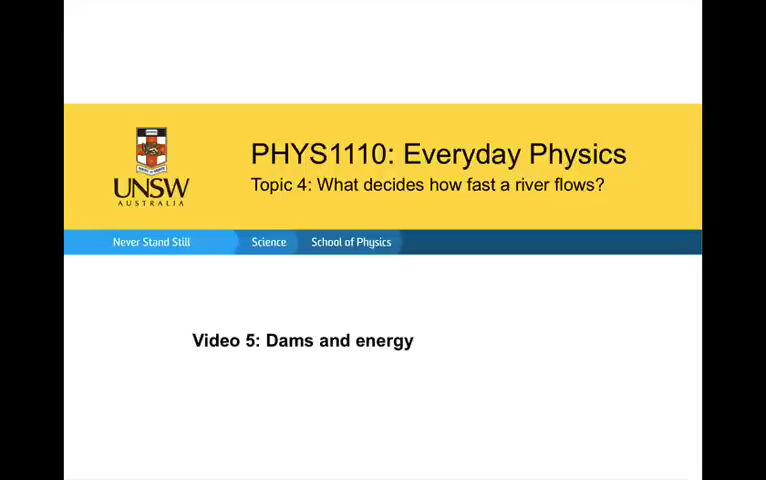 PHYS1110: Everyday Physics
Topic 4: What decides how fast a river flows?
UNSW
AUSTRALIA
Never Stand Still
Science
School of Physics
Video 5: Dams and energy